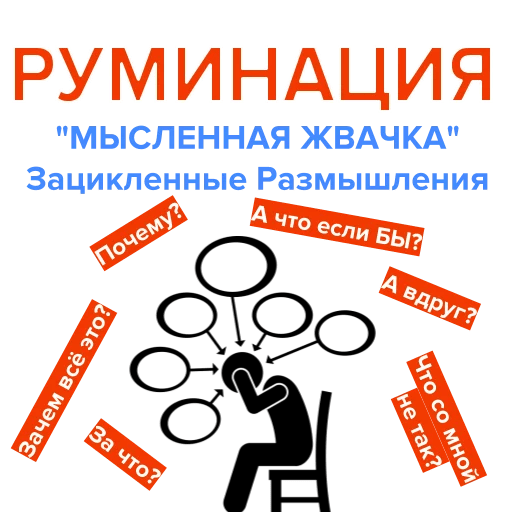 РУМИНАЦИЯ
"МЫСЛЕННАЯ ЖВАЧКА"
Зацикленные Размышления
Почему?
А что если БЫ?
А вдруг?
Зачем всё это?
За что?
Что со мной
не так?